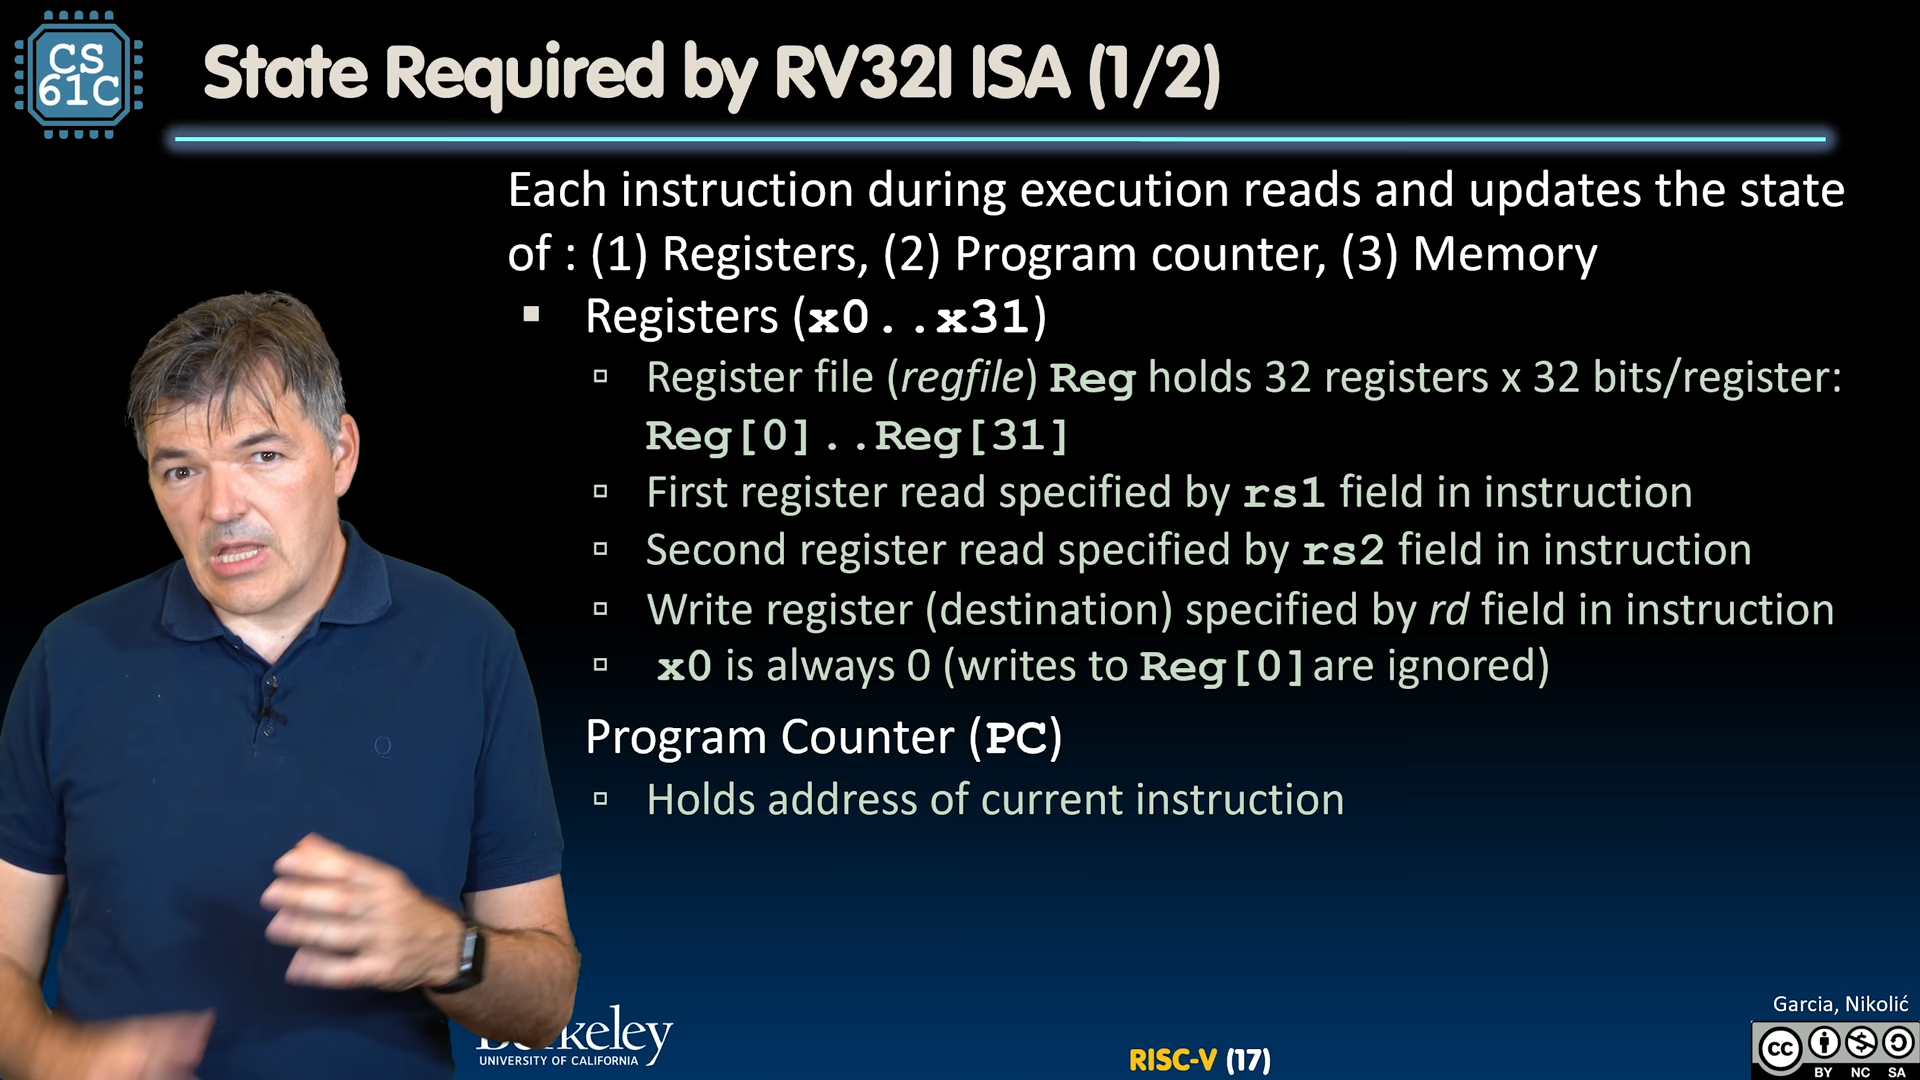 CS
61C
State Required by RV32I ISA (1/2)
Each instruction during execution reads and updates the state
of : (1) Registers, (2) Program counter, (3) Memory
▪ Registers (x0..x31)
▫ Register file (regfile) Reg holds 32 registers x 32 bits/register:
Reg[0]..Reg[31]
▫ First register read specified by rs1 field in instruction
▫ Second register read specified by rs2 field in instruction
▫ Write register (destination) specified by rd field in instruction
▫ x0 is always 0 (writes to Reg[0]are ignored)
Program Counter (PC)
▫ Holds address of current instruction
Berkeley
UNIVERSITY OF CALIFORNIA
RISC-V (17)
Garcia, Nikolić
cc
BY NC SA